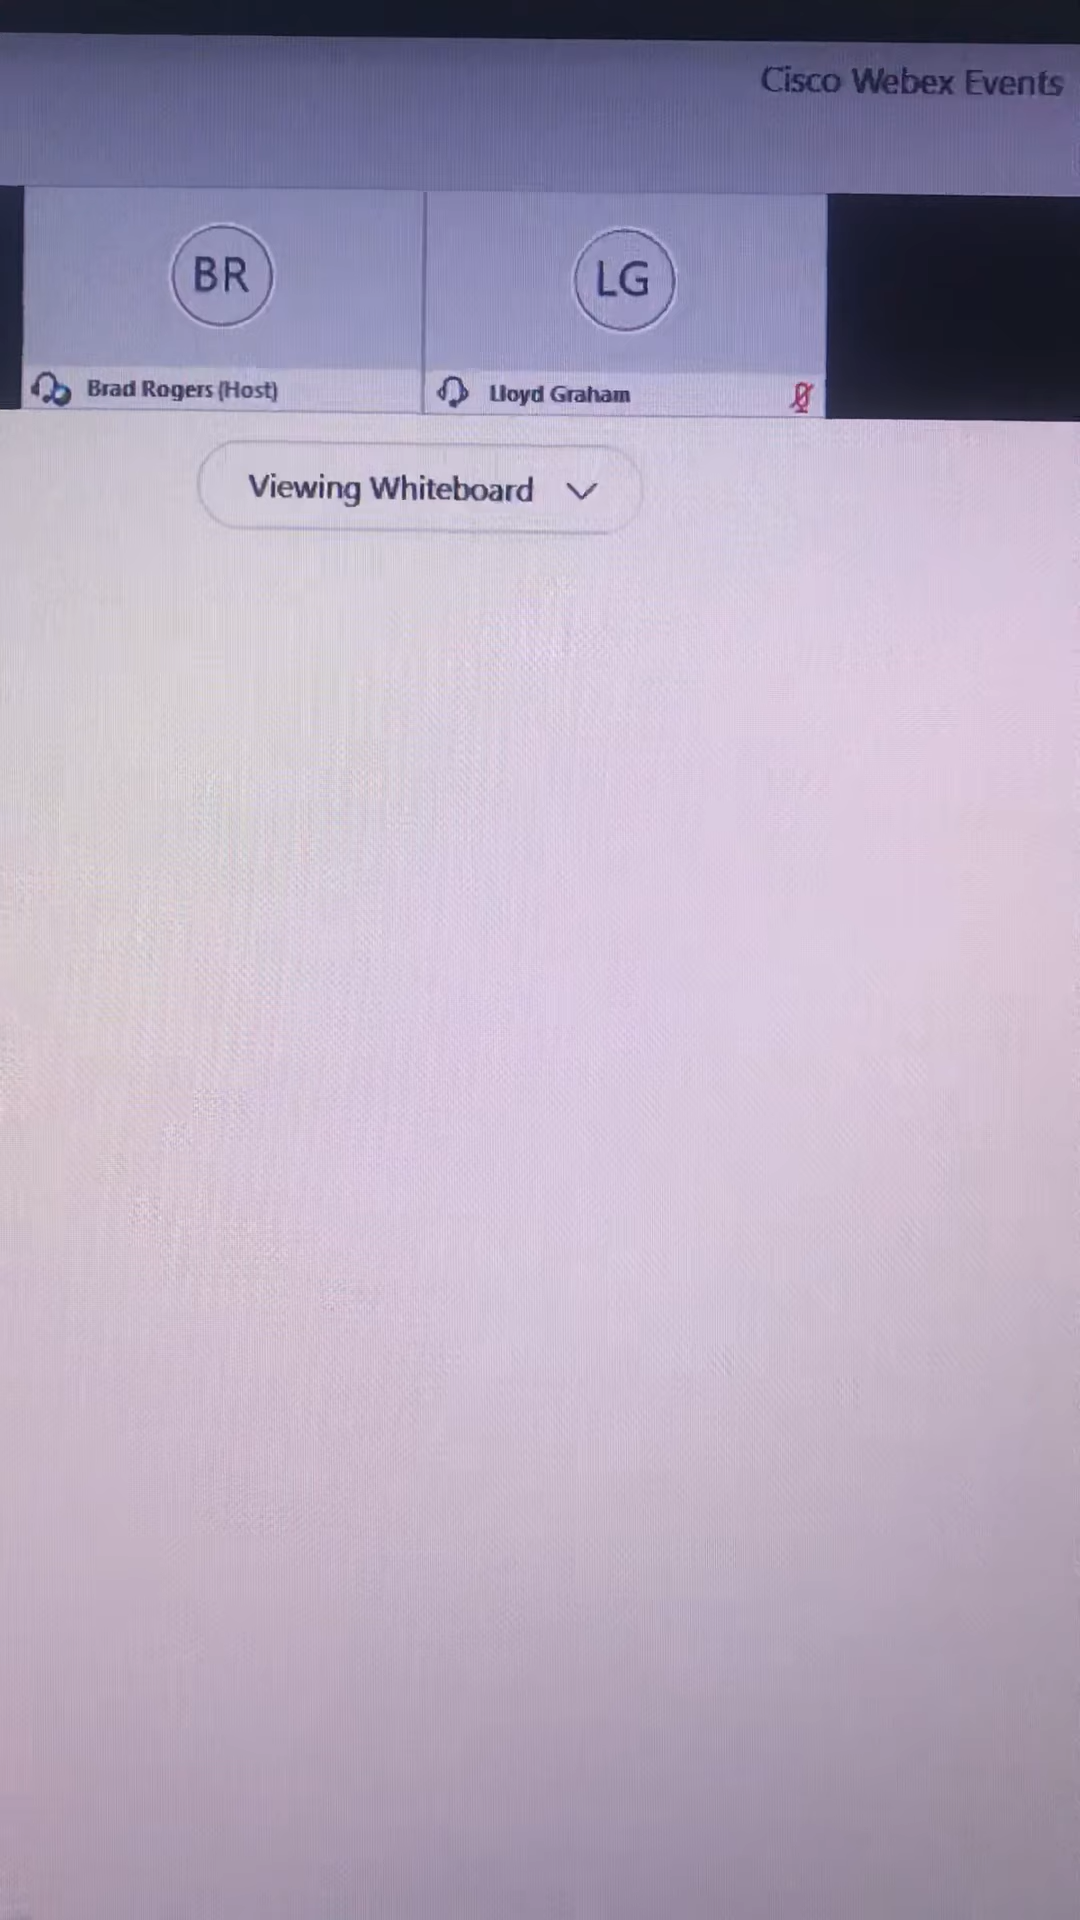 Cisco Webex Events
BR
LG
Brad Rogers (Host)
Lloyd Graham
Viewing Whiteboard